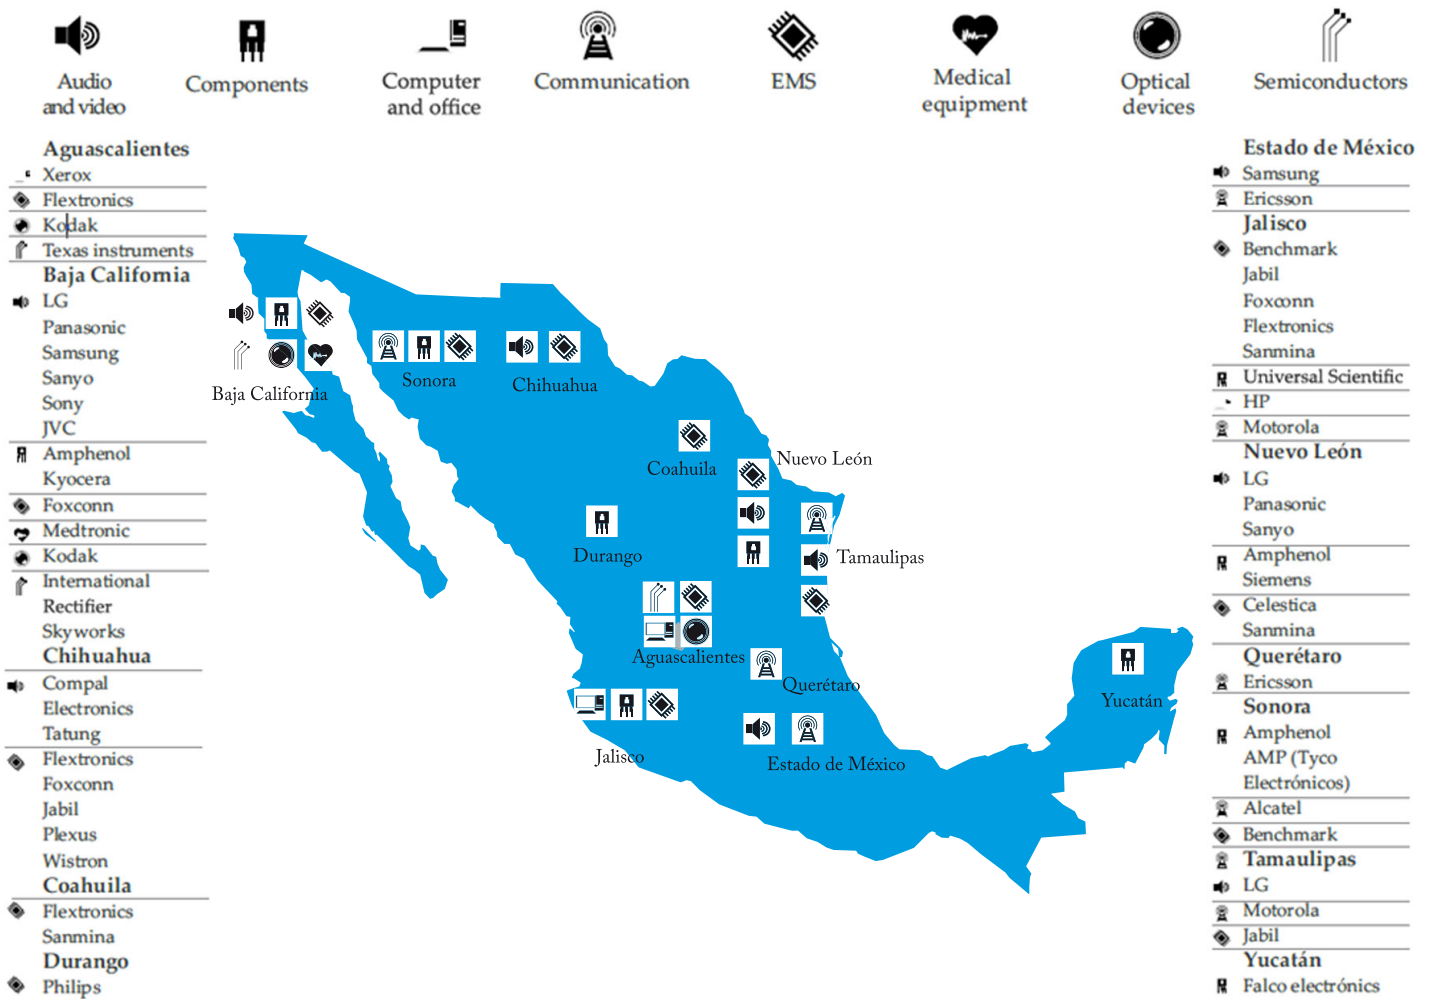 Audio
and video
Components
Computer
and office
Communication
EMS
Medical
equipment
Optical
devices
Semiconductors
Aguascalientes
Xerox
Flextronics
Kodak
Texas instruments
Baja California
LG
Panasonic
Samsung
Sanyo
Sony
JVC
Amphenol
Kyocera
Foxconn
Medtronic
Kodak
International
Rectifier
Skyworks
Chihuahua
Compal
Electronics
Tatung
Flextronics
Foxconn
Jabil
Plexus
Wistron
Coahuila
Flextronics
Sanmina
Durango
Philips
Baja California
Sonora
Chihuahua
Coahuila
Nuevo León
Durango
Tamaulipas
Aguascalientes
Querétaro
Jalisco
Estado de México
Yucatán
Estado de México
Samsung
Ericsson
Jalisco
Benchmark
Jabil
Foxconn
Flextronics
Sanmina
Universal Scientific
HP
Motorola
Nuevo León
LG
Panasonic
Sanyo
Amphenol
Siemens
Celestica
Sanmina
Querétaro
Ericsson
Sonora
Amphenol
AMP (Tyco
Electrónicos)
Alcatel
Benchmark
Tamaulipas
LG
Motorola
Jabil
Yucatán
Falco electrónics